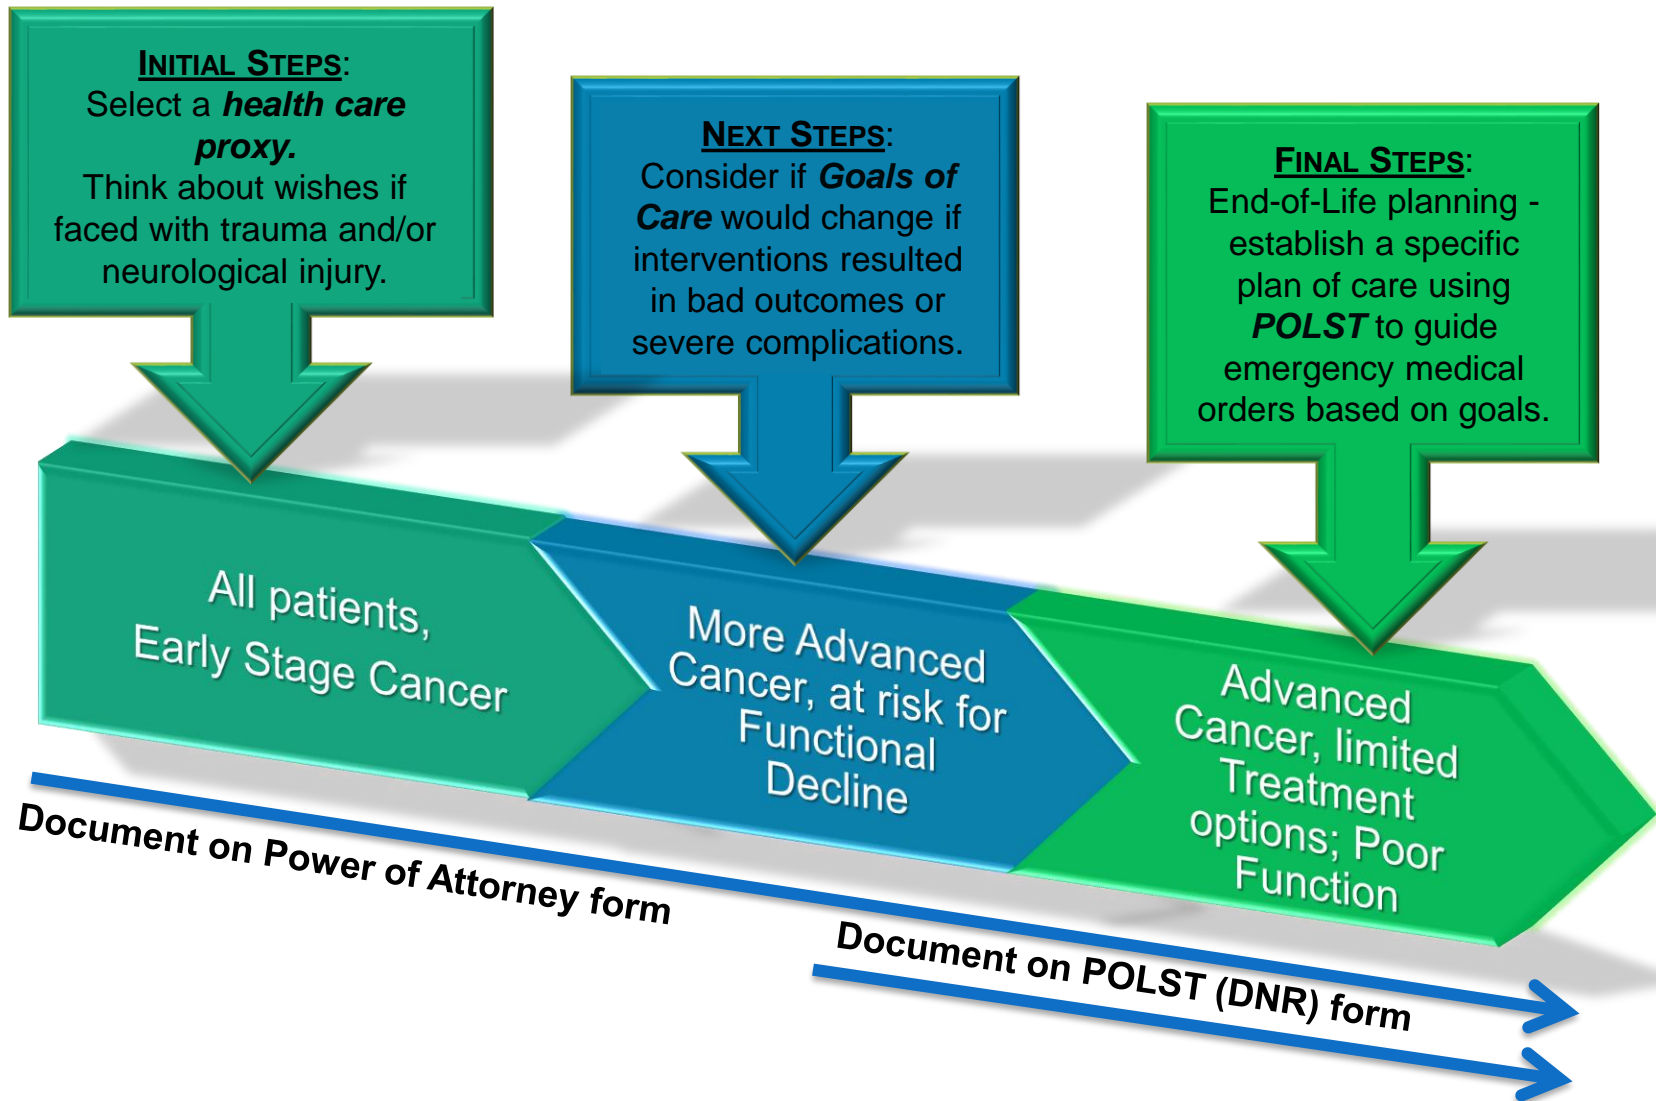 INITIAL STEPS:
Select a health care
proxy.
Think about wishes if
faced with trauma and/or
neurological injury.
NEXT STEPS:
Consider if Goals of
Care would change if
interventions resulted
in bad outcomes or
severe complications.
FINAL STEPS:
End-of-Life planning -
establish a specific
plan of care using
POLST to guide
emergency medical
orders based on goals.
All patients,
Early Stage Cancer
More Advanced
Cancer, at risk for
Functional
Decline
Advanced
Cancer, limited
Treatment
options; Poor
Function
Document on Power of Attorney form
Document on POLST (DNR) form